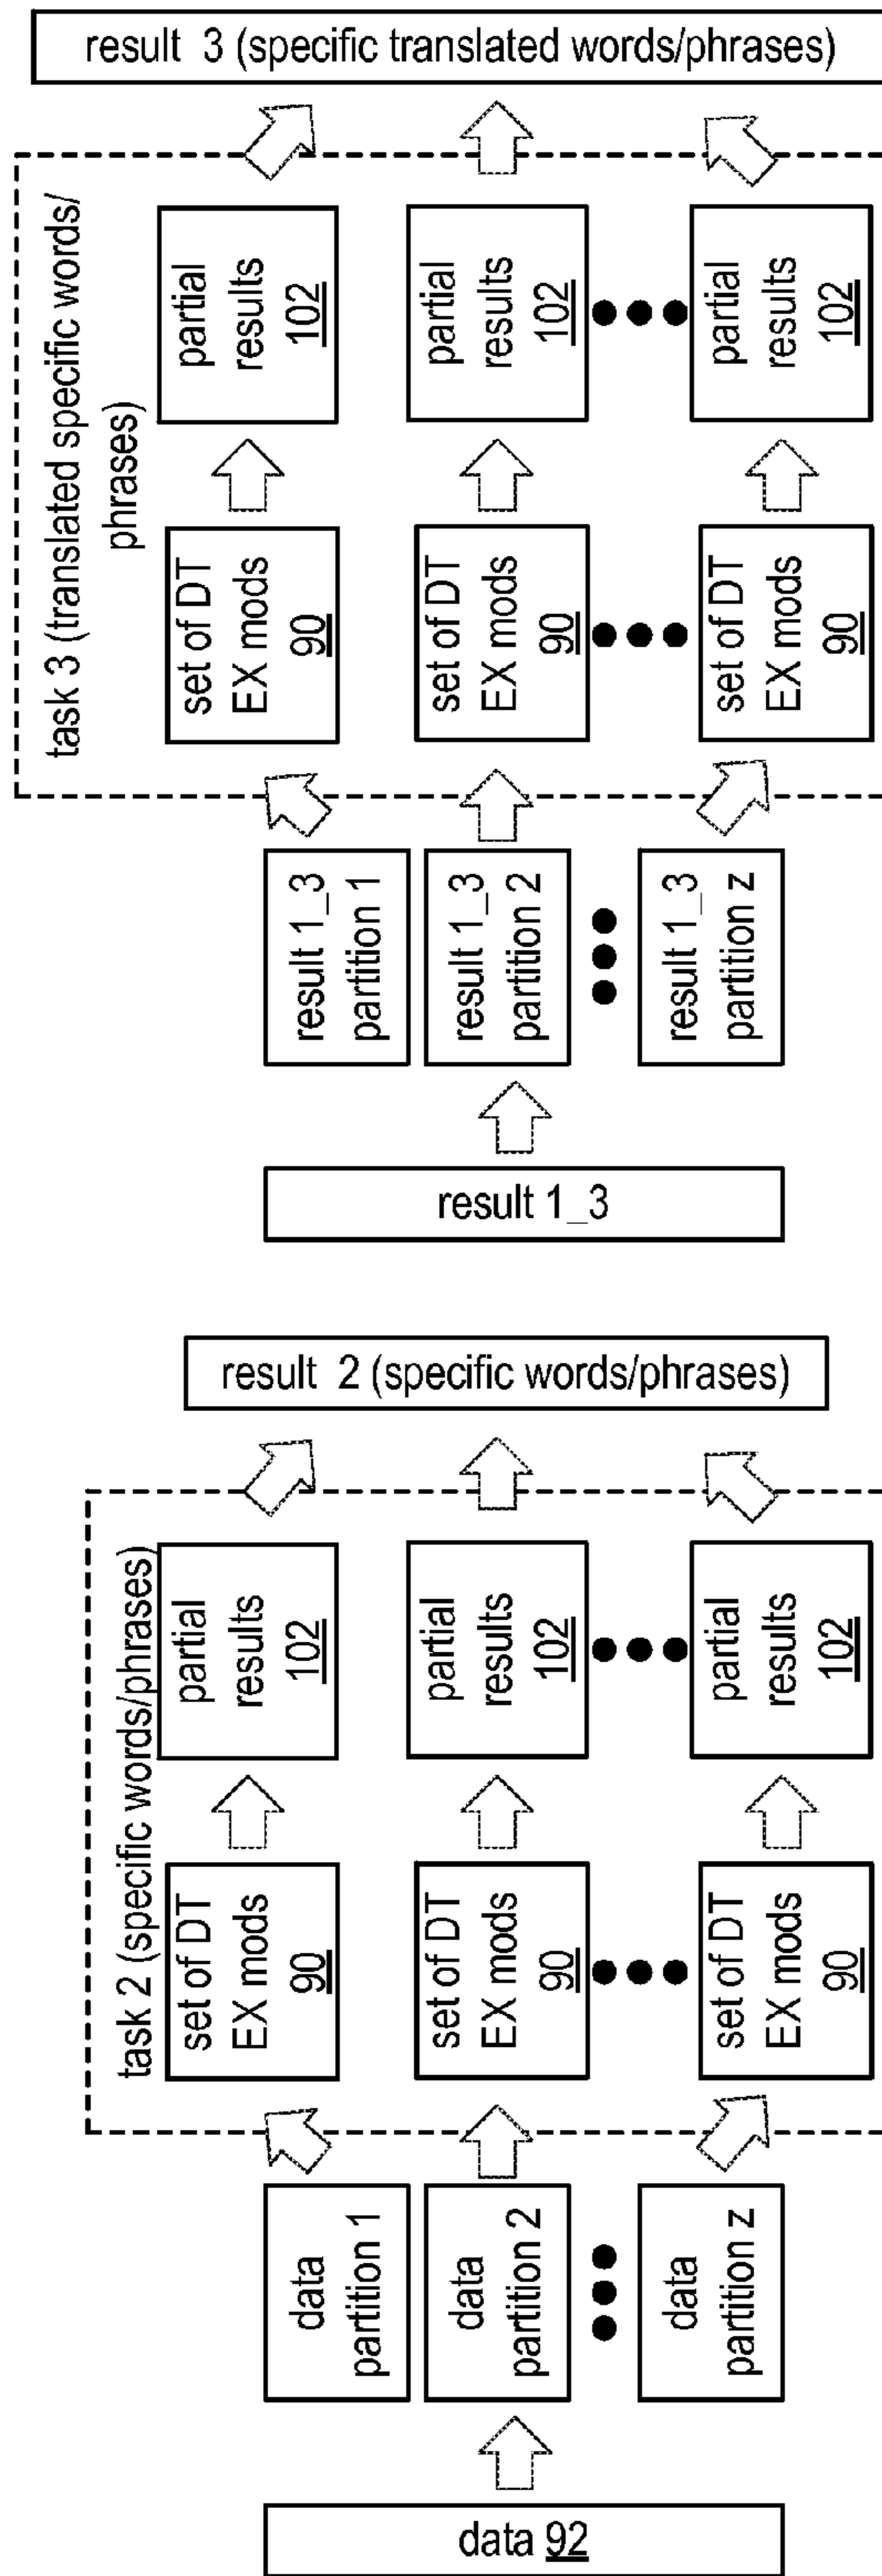 data 92
data
partition 1
data
partition 2
data
partition z
task 2 (specific words/phrases)
set of DT
EX mods
90
set of DT
EX mods
90
set of DT
EX mods
90
partial
results
102
partial
results
102
partial
results
102
result 2 (specific words/phrases)
result 1_3
result 1_3
partition 1
result 1_3
partition 2
result 1_3
partition z
task 3 (translated specific words/
phrases)
set of DT
EX mods
90
set of DT
EX mods
90
set of DT
EX mods
90
partial
results
102
partial
results
102
partial
results
102
result 3 (specific translated words/phrases)